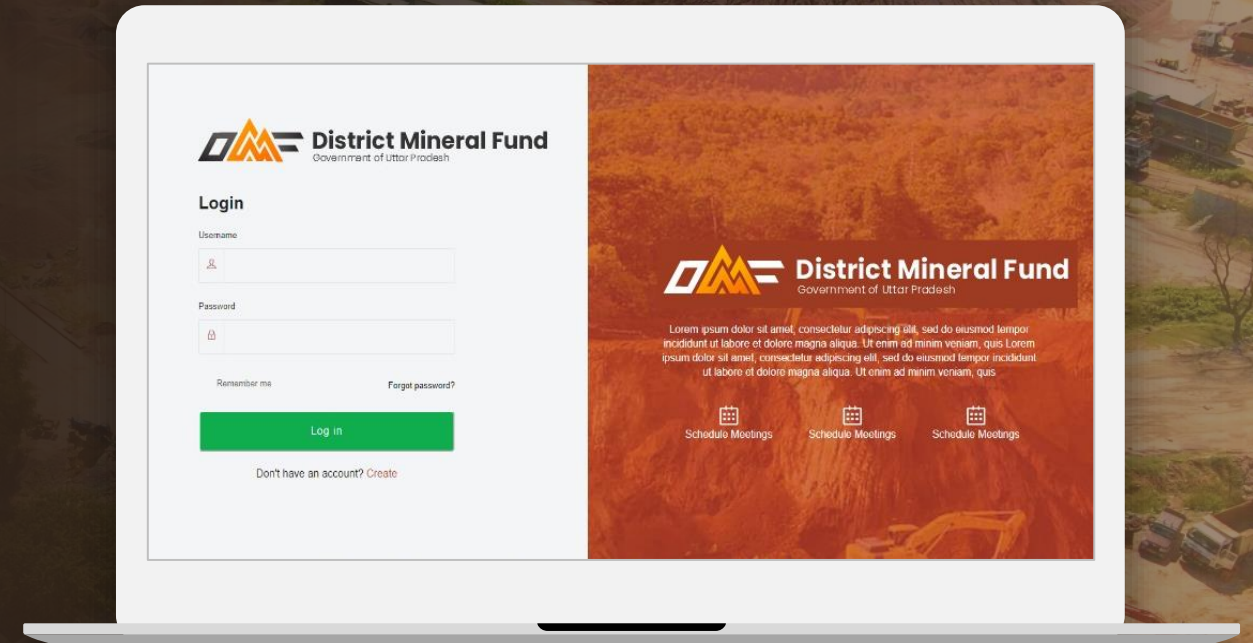 DMF District Mineral Fund
Government of Uttar Pradesh
Login
Username
Password
Remember me
Forgot password?
Log in
Don't have an account? Create
DMF District Mineral Fund
Government of Uttar Pradesh
Lorem ipsum dolor sit amet, consectetur adipiscing elit, sed do eiusmod tempor
incididunt ut labore et dolore magna aliqua. Ut enim ad minim veniam, quis Lorem
ipsum dolor sit amet, consectetur adipiscing elit, sed do eiusmod tempor incididunt
ut labore et dolore magna aliqua. Ut enim ad minim veniam, quis
Schedule Meetings
Schedule Meetings
Schedule Meetings